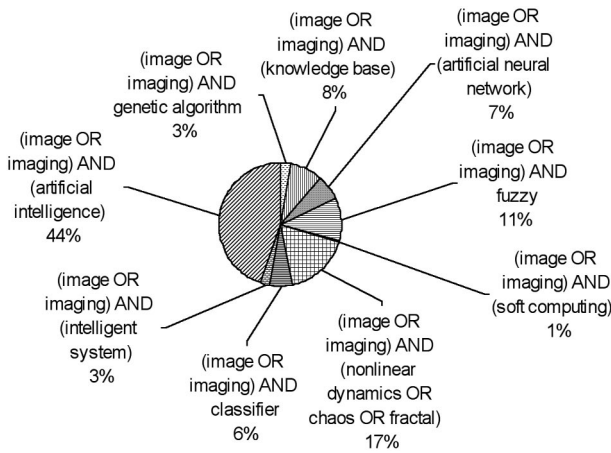 (image OR
imaging) AND
(knowledge base)
8%
(image OR
imaging) AND
(artificial neural
network)
7%
(image OR
imaging) AND
fuzzy
11%
(image OR
imaging) AND
(soft computing)
1%
(image OR
imaging) AND
(nonlinear
dynamics OR
chaos OR fractal)
17%
(image OR
imaging) AND
classifier
6%
(image OR
imaging) AND
(intelligent
system)
3%
(image OR
imaging) AND
(artificial
intelligence)
44%
(image OR
imaging) AND
genetic algorithm
3%